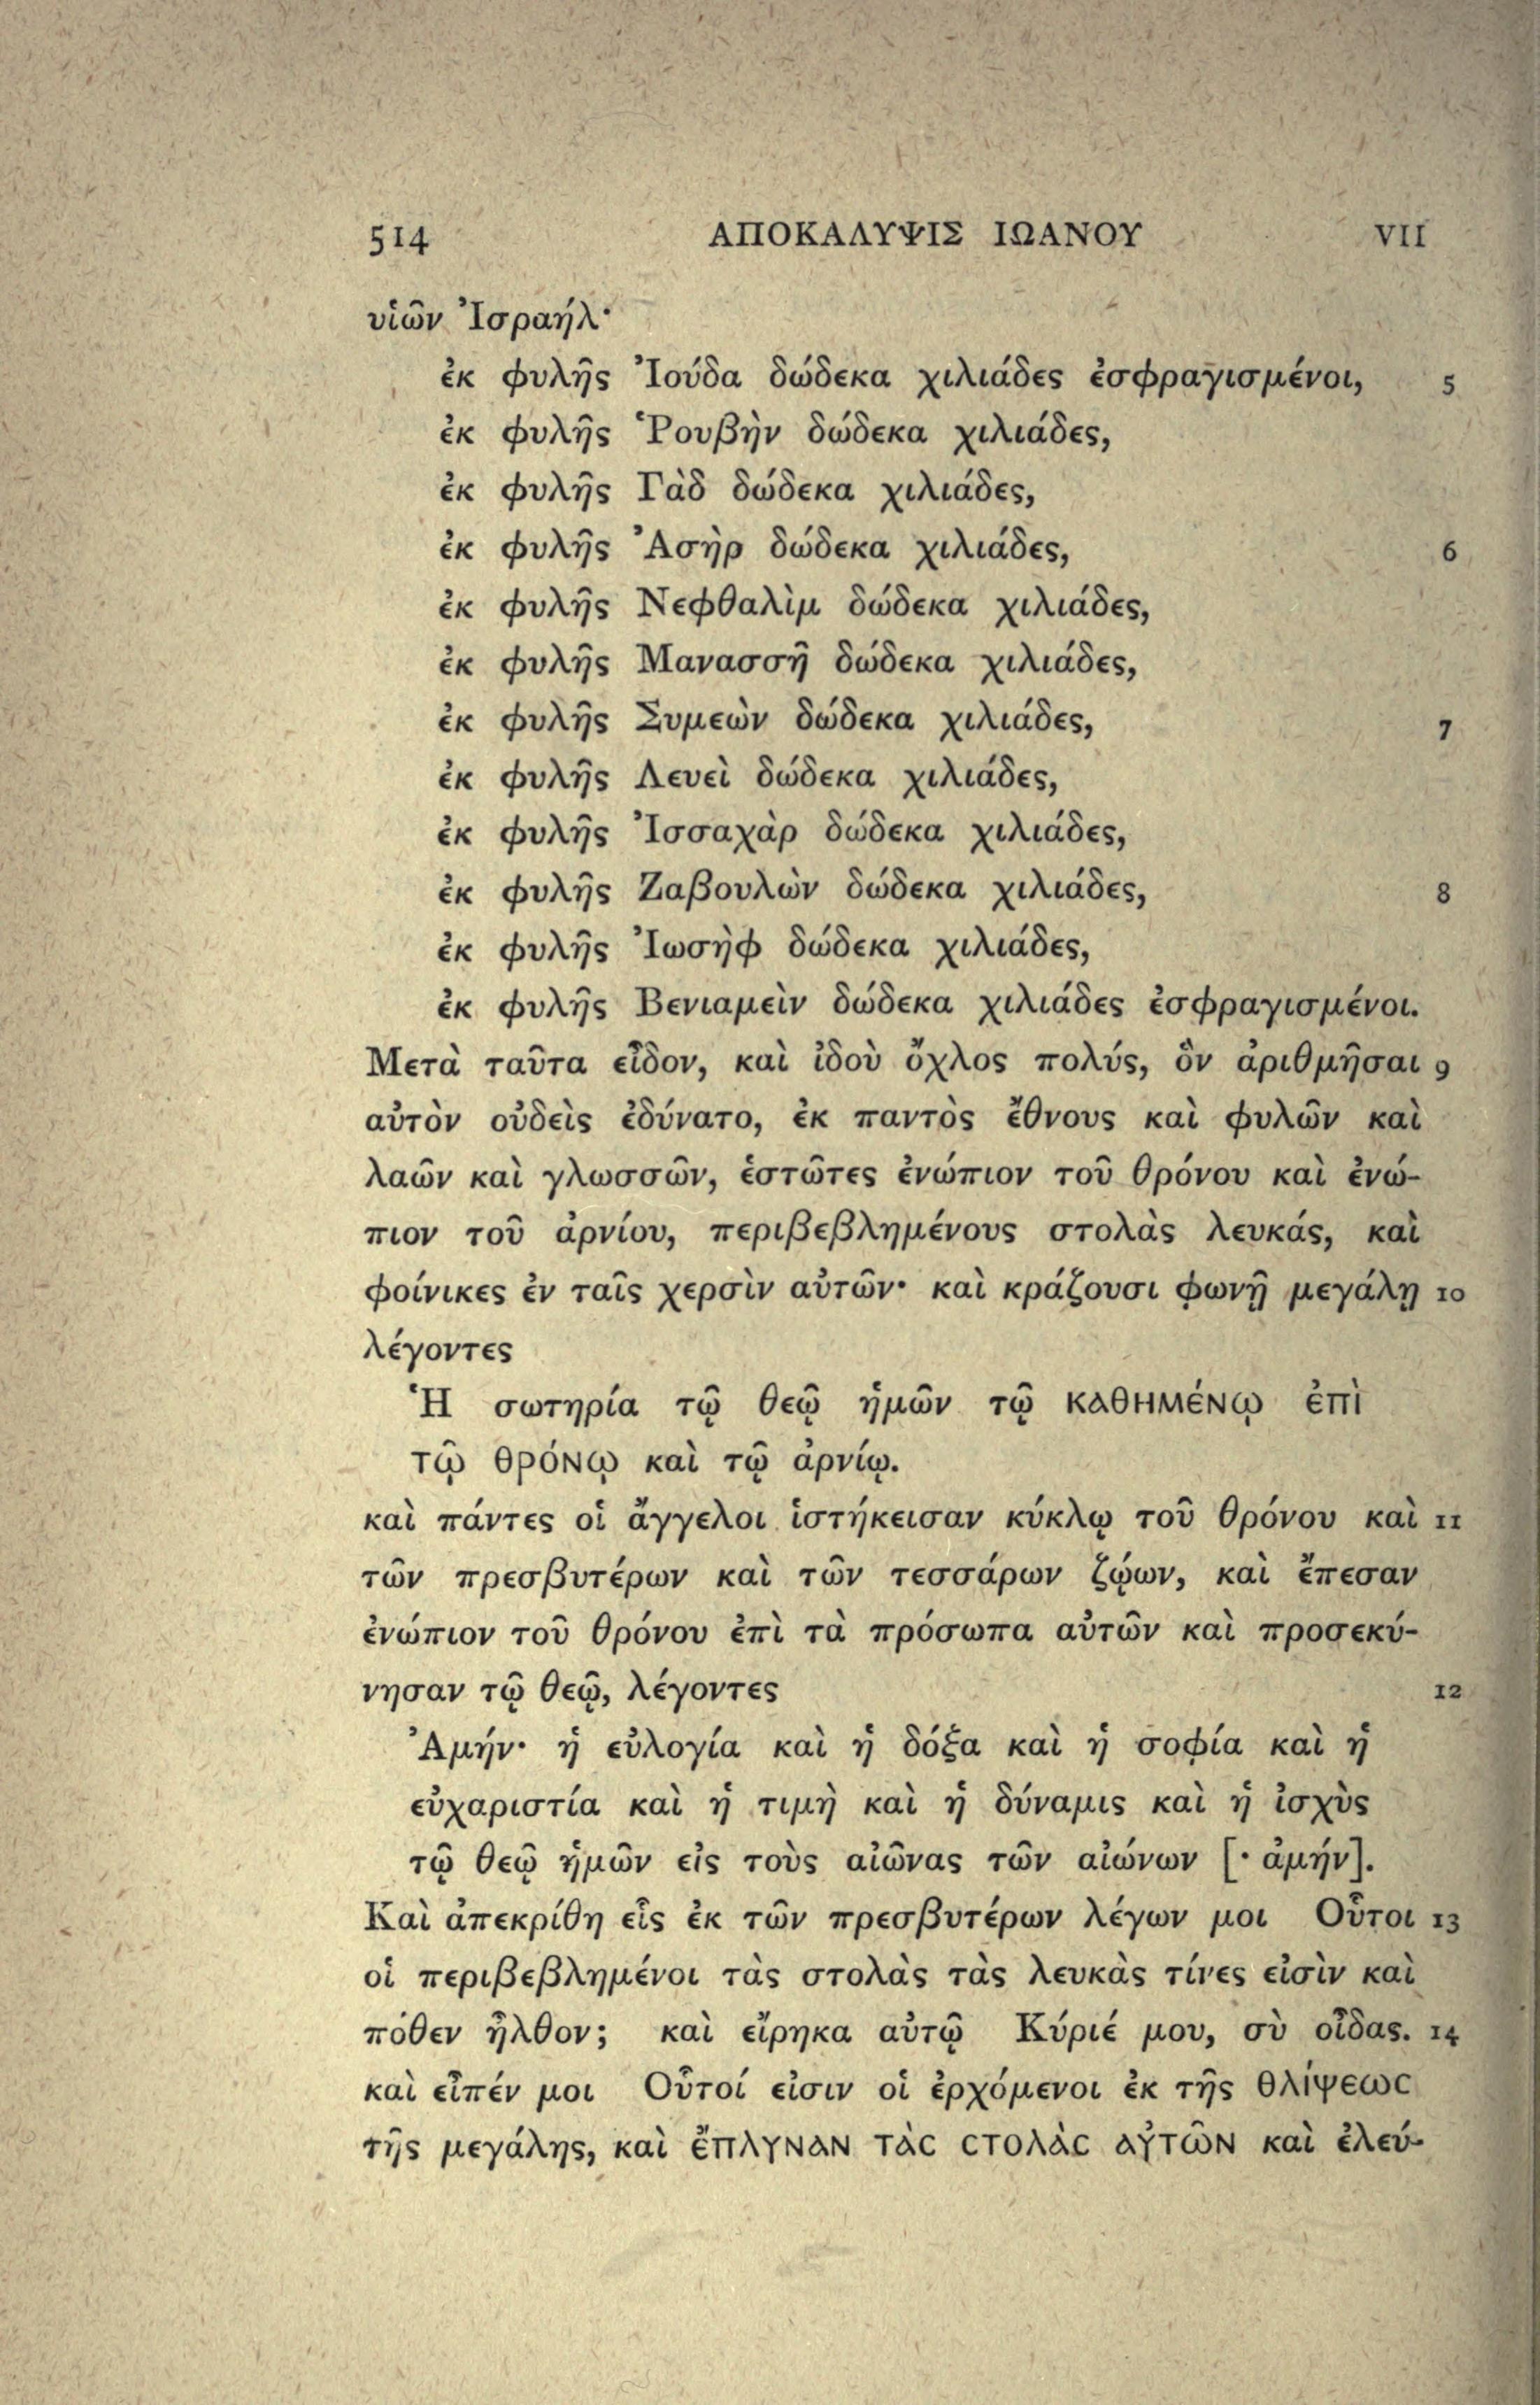 514 ΑΠΟΚΑΛΥΨΙΣ ΙΩΑΝΟΥ VII
υἱῶν Ἰσραήλ·
ἐκ φυλῆς Ἰούδα δώδεκα χιλιάδες ἐσφραγισμένοι, 5
ἐκ φυλῆς Ῥουβὴν δώδεκα χιλιάδες,
ἐκ φυλῆς Γὰδ δώδεκα χιλιάδες,
ἐκ φυλῆς Ἀσὴρ δώδεκα χιλιάδες, 6
ἐκ φυλῆς Νεφθαλὶμ δώδεκα χιλιάδες,
ἐκ φυλῆς Μανασσῆ δώδεκα χιλιάδες,
ἐκ φυλῆς Συμεὼν δώδεκα χιλιάδες, 7
ἐκ φυλῆς Λευεὶ δώδεκα χιλιάδες,
ἐκ φυλῆς Ἰσσαχὰρ δώδεκα χιλιάδες,
ἐκ φυλῆς Ζαβουλὼν δώδεκα χιλιάδες, 8
ἐκ φυλῆς Ἰωσὴφ δώδεκα χιλιάδες,
ἐκ φυλῆς Βενιαμεὶν δώδεκα χιλιάδες ἐσφραγισμένοι.
Μετὰ ταῦτα εἶδον, καὶ ἰδοὺ ὄχλος πολύς, ὃν ἀριθμῆσαι 9
αὐτὸν οὐδεὶς ἐδύνατο, ἐκ παντὸς ἔθνους καὶ φυλῶν καὶ
λαῶν καὶ γλωσσῶν, ἑστῶτες ἐνώπιον τοῦ θρόνου καὶ ἐνώ-
πιον τοῦ ἀρνίου, περιβεβλημένους στολὰς λευκάς, καὶ
φοίνικες ἐν ταῖς χερσὶν αὐτῶν· καὶ κράζουσι φωνῇ μεγάλῃ 10
λέγοντες
Ἡ σωτηρία τῷ θεῷ ἡμῶν τῷ καθημένῳ ἐπὶ
τῷ θρόνῳ καὶ τῷ ἀρνίῳ.
καὶ πάντες οἱ ἄγγελοι ἱστήκεισαν κύκλῳ τοῦ θρόνου καὶ 11
τῶν πρεσβυτέρων καὶ τῶν τεσσάρων ζῴων, καὶ ἔπεσαν
ἐνώπιον τοῦ θρόνου ἐπὶ τὰ πρόσωπα αὐτῶν καὶ προσεκύ-
νησαν τῷ θεῷ, λέγοντες 12
Ἀμήν· ἡ εὐλογία καὶ ἡ δόξα καὶ ἡ σοφία καὶ ἡ
εὐχαριστία καὶ ἡ τιμὴ καὶ ἡ δύναμις καὶ ἡ ἰσχὺς
τῷ θεῷ ἡμῶν εἰς τοὺς αἰῶνας τῶν αἰώνων [· ἀμήν].
Καὶ ἀπεκρίθη εἷς ἐκ τῶν πρεσβυτέρων λέγων μοι Οὗτοι 13
οἱ περιβεβλημένοι τὰς στολὰς τὰς λευκὰς τίνες εἰσὶν καὶ
πόθεν ἦλθον; καὶ εἴρηκα αὐτῷ Κύριέ μου, σὺ οἶδας. 14
καὶ εἶπέν μοι Οὗτοί εἰσιν οἱ ἐρχόμενοι ἐκ τῆς θλίψεως
τῆς μεγάλης, καὶ ἔπλυναν τὰς στολὰς αὐτῶν καὶ ἐλεύ-